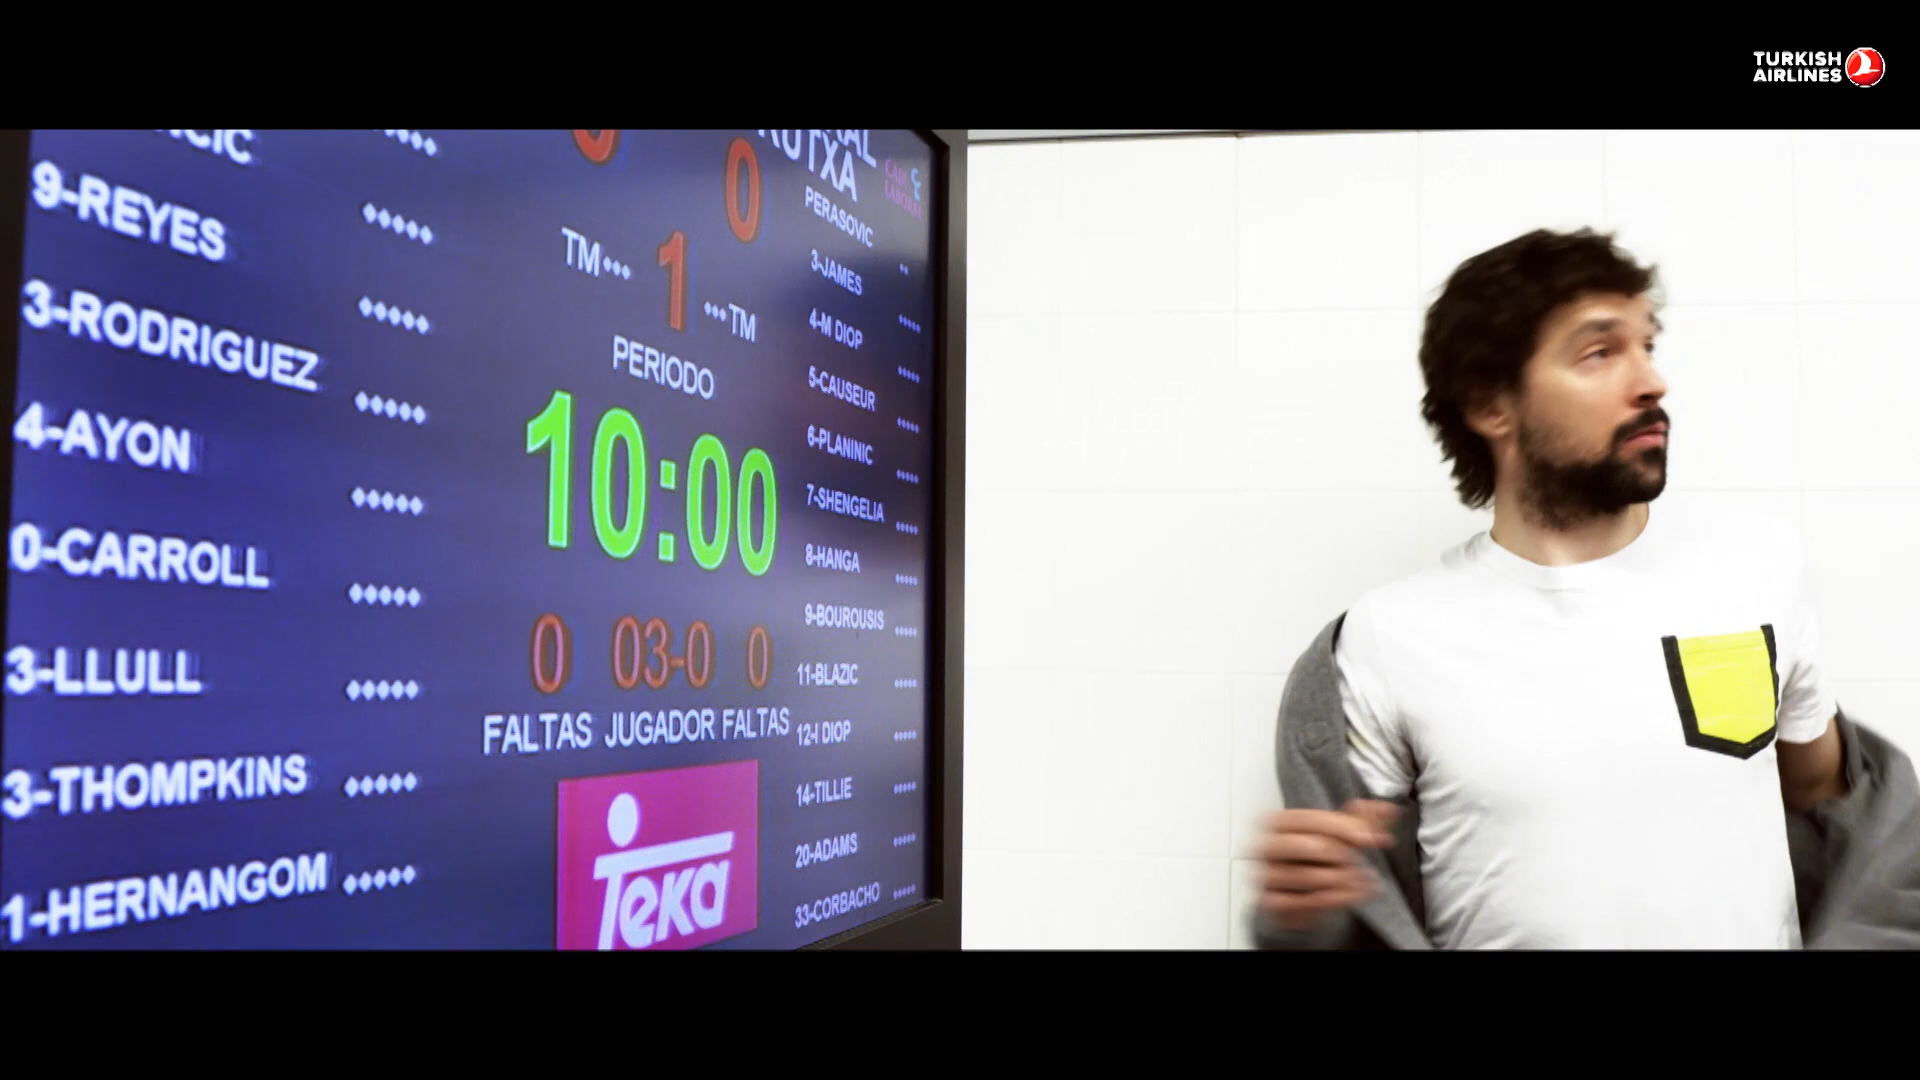 TURKISH
AIRLINES
9-REYES
3-RODRIGUEZ
4-AYON
0-CARROLL
3-LLULL
3-THOMPKINS
1-HERNANGOM
0
TM
1
TM
PERIODO
10:00
0 03-0 0
FALTAS JUGADOR FALTAS
Teka
PERASOVIC
3-JAMES
4-M DIOP
5-CAUSEUR
6-PLANINIC
7-SHENGELIA
8-HANGA
9-BOUROUSIS
11-BLAZIC
12-I DIOP
14-TILLIE
20-ADAMS
33-CORBACHO